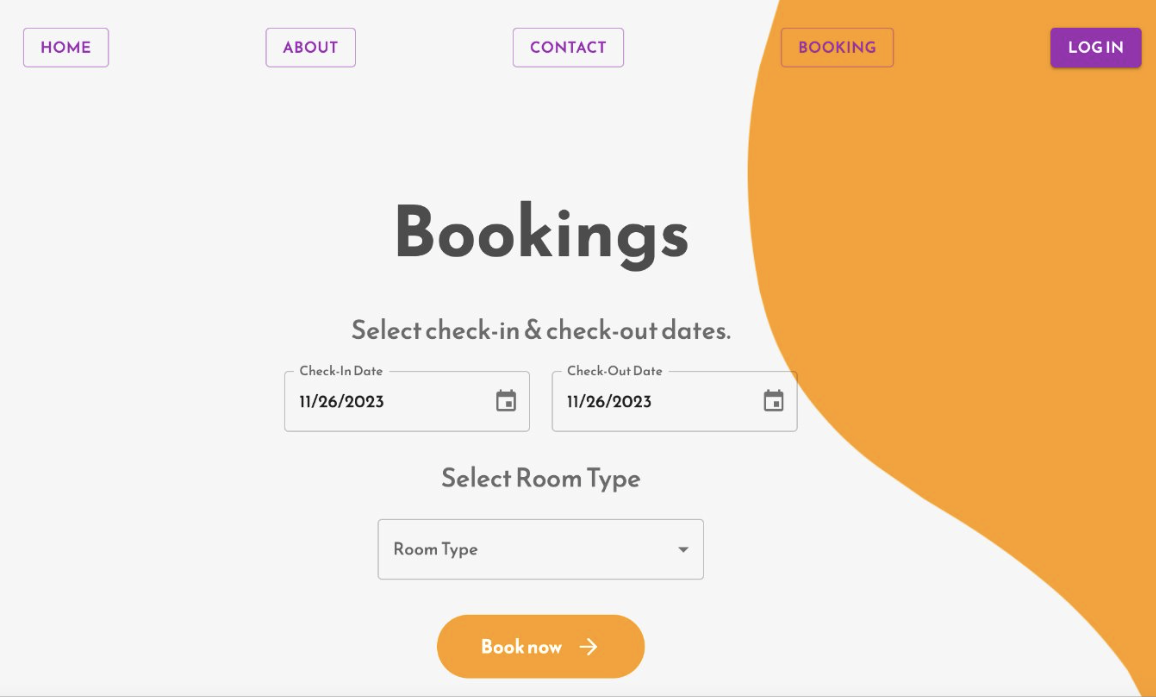 HOME ABOUT CONTACT BOOKING LOG IN
Bookings
Select check-in & check-out dates.
Check-In Date Check-Out Date
11/26/2023 11/26/2023
Select Room Type
Room Type
Book now